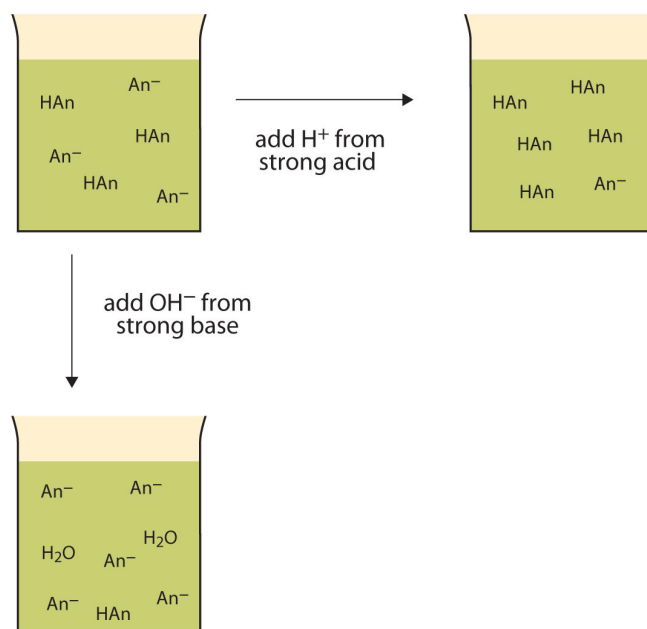 An⁻
HAn
HAn
An⁻
HAn
An⁻
add H⁺ from
strong acid
HAn
HAn
HAn
HAn
HAn
An⁻
add OH⁻ from
strong base
An⁻
An⁻
H₂O
H₂O
An⁻
An⁻
HAn
An⁻